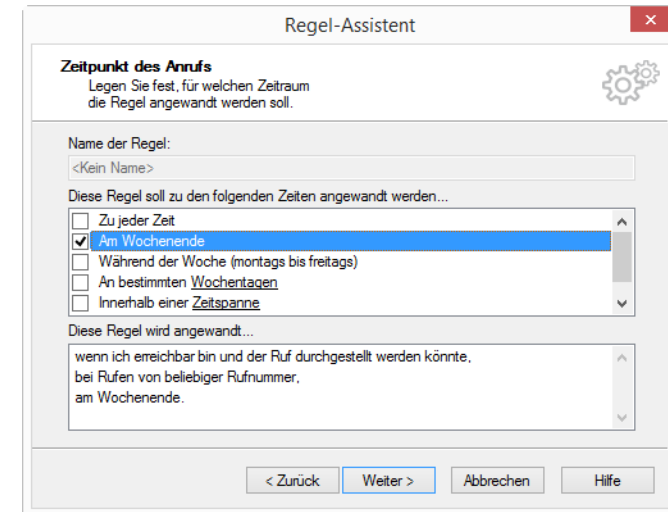 Regel-Assistent
Zeitpunkt des Anrufs
Legen Sie fest, für welchen Zeitraum
die Regel angewandt werden soll.
Name der Regel:
<Kein Name>
Diese Regel soll zu den folgenden Zeiten angewandt werden...
Zu jeder Zeit
Am Wochenende
Während der Woche (montags bis freitags)
An bestimmten Wochentagen
Innerhalb einer Zeitspanne
Diese Regel wird angewandt...
wenn ich erreichbar bin und der Ruf durchgestellt werden könnte,
bei Rufen von beliebiger Rufnummer,
am Wochenende.
< Zurück Weiter > Abbrechen Hilfe